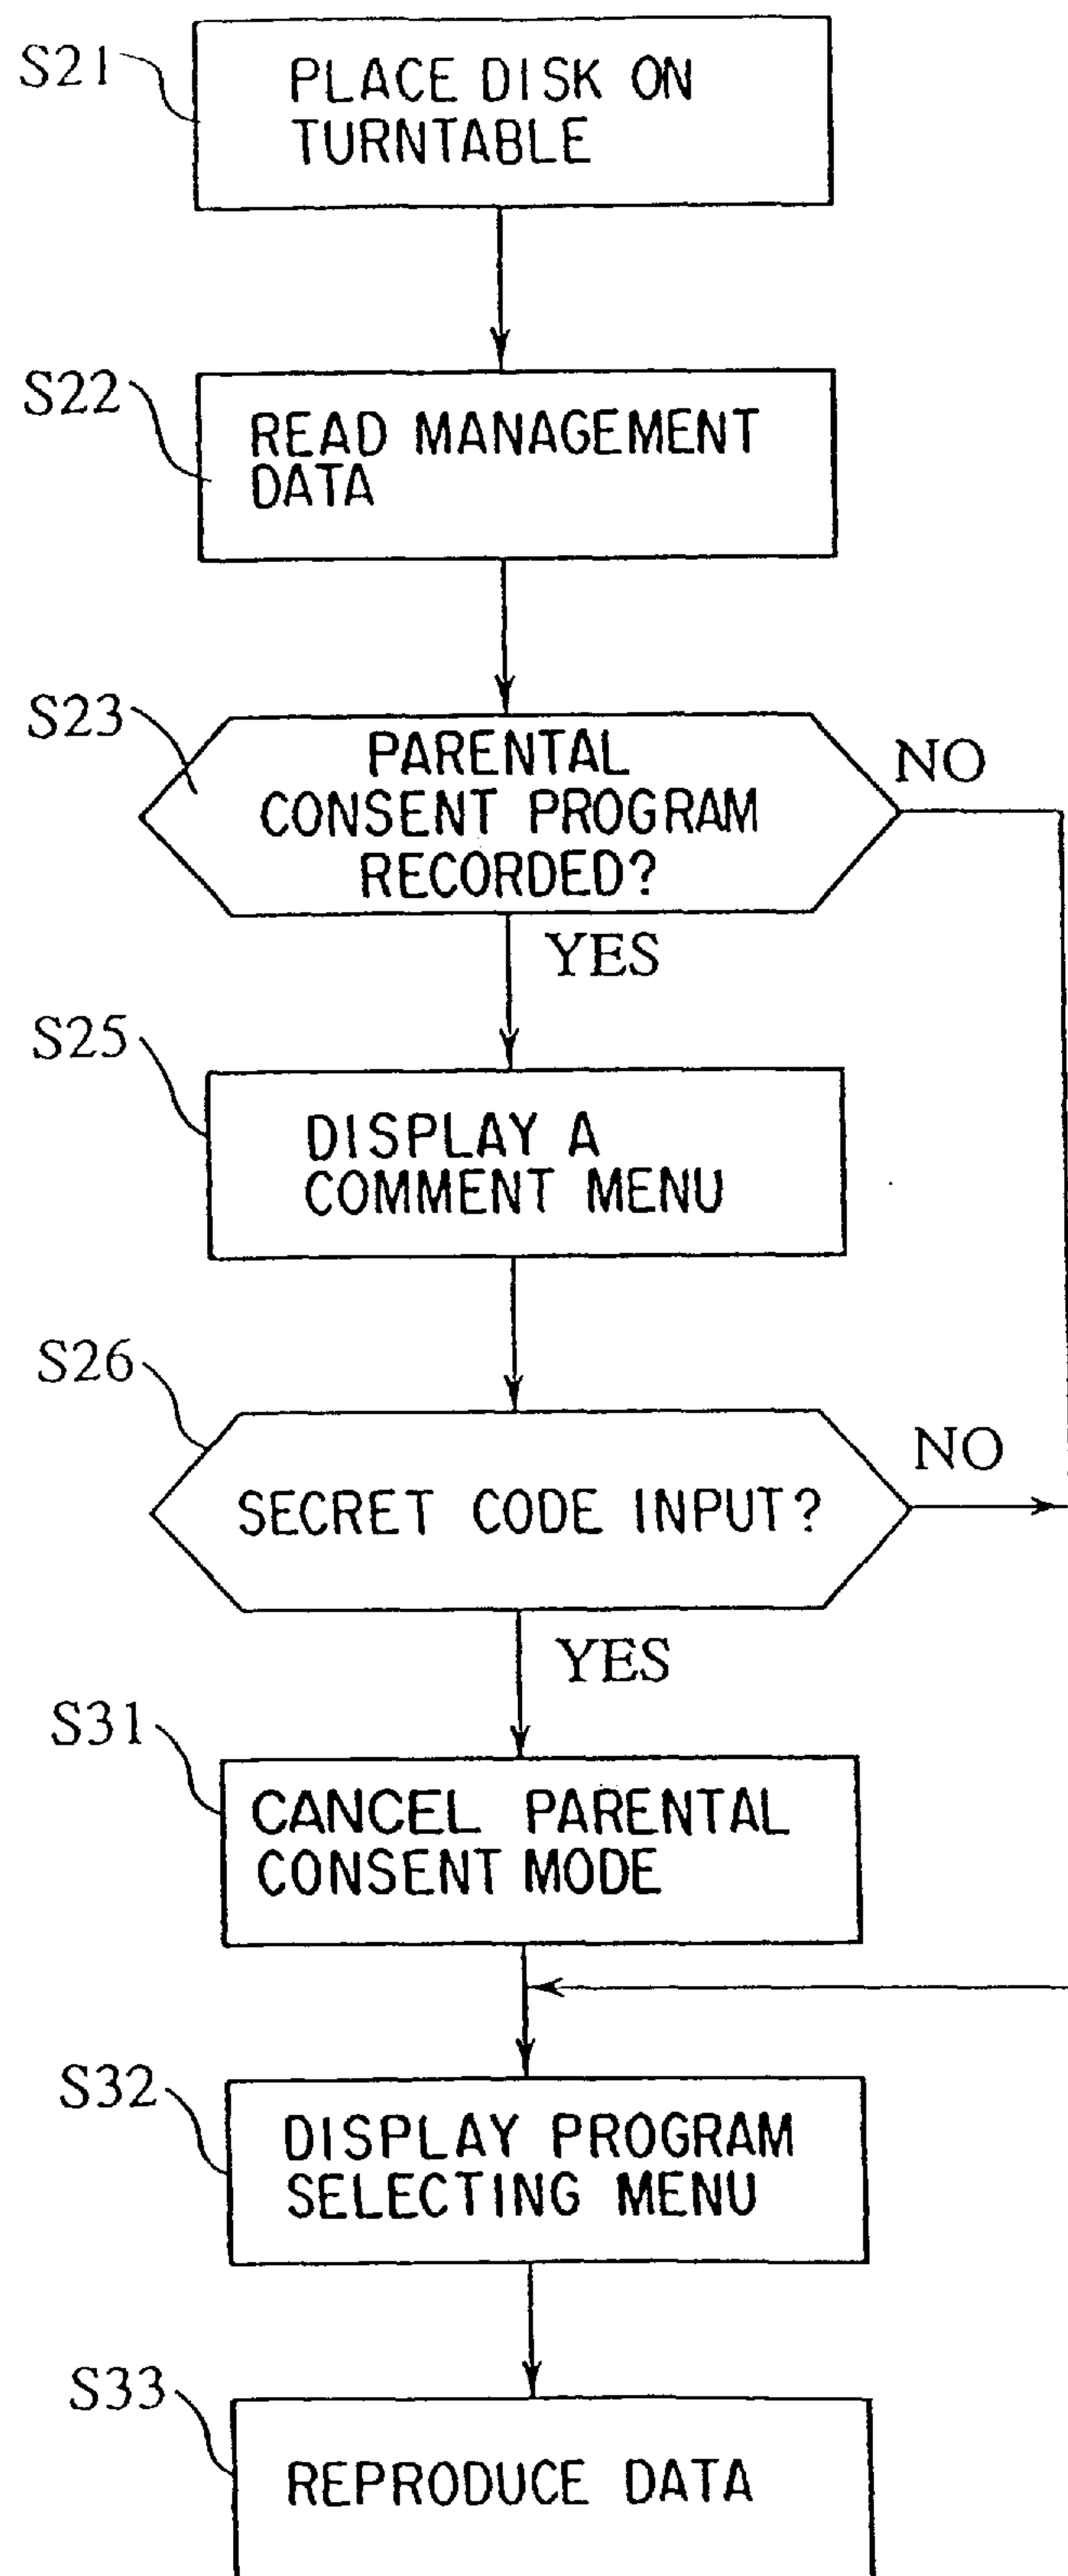 S21
PLACE DISK ON
TURNTABLE
S22
READ MANAGEMENT
DATA
S23
PARENTAL
CONSENT PROGRAM
RECORDED?
NO
YES
S25
DISPLAY A
COMMENT MENU
S26
SECRET CODE INPUT?
NO
YES
S31
CANCEL PARENTAL
CONSENT MODE
S32
DISPLAY PROGRAM
SELECTING MENU
S33
REPRODUCE DATA